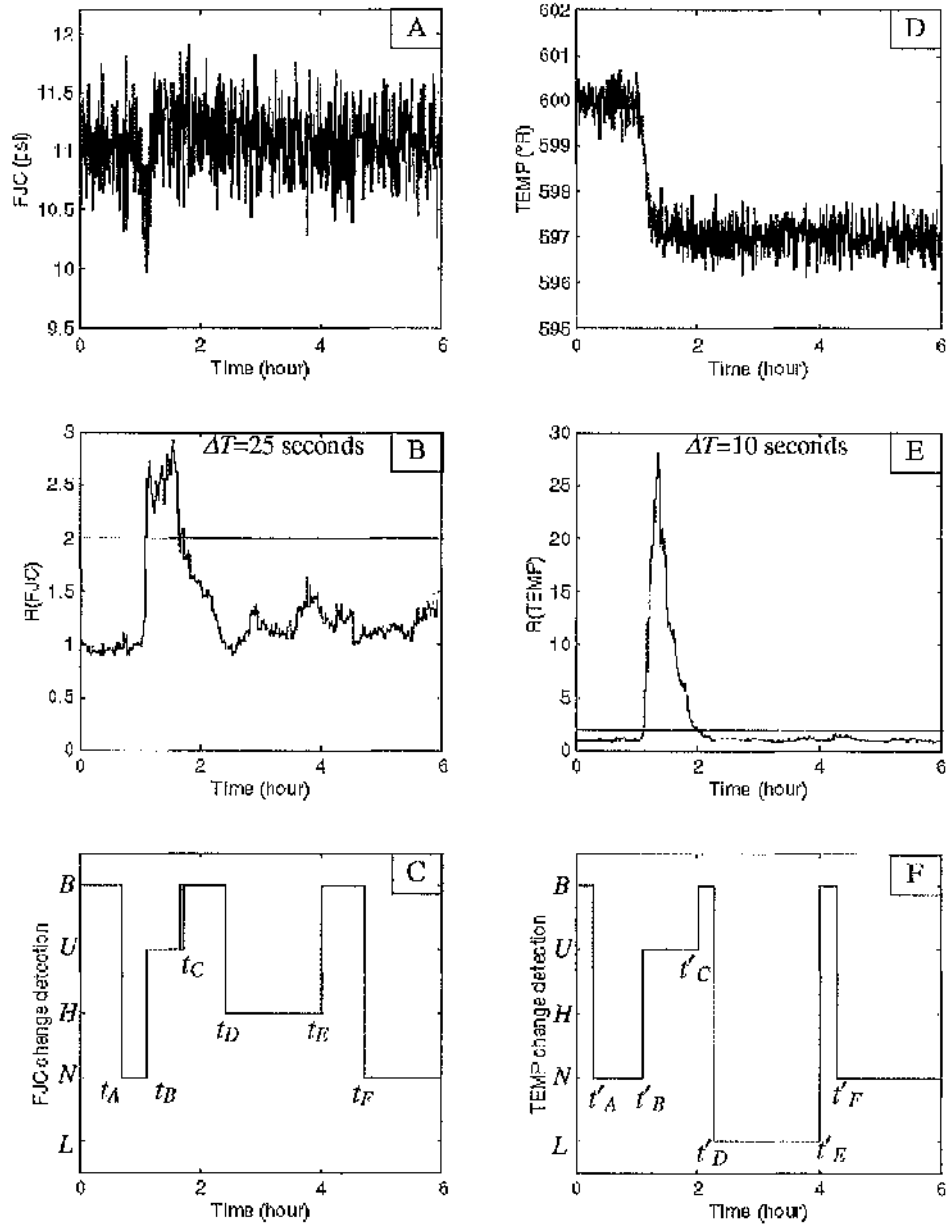 A
12
11.5
11
10.5
10
9.5
FJC (psi)
0 2 4 6
Time (hour)
D
602
601
600
599
598
597
596
595
TEMP (°R)
0 2 4 6
Time (hour)
B
ΔT=25 seconds
3
2.5
2
1.5
1
0.5
0
R(FJC)
0 2 4 6
Time (hour)
E
ΔT=10 seconds
30
25
20
15
10
5
0
R(TEMP)
0 2 4 6
Time (hour)
C
B
U
H
N
L
FJC change detection
tA
tB
tC
tD
tE
tF
0 2 4 6
Time (hour)
F
B
U
H
N
L
TEMP change detection
t'A
t'B
t'C
t'D
t'E
t'F
0 2 4 6
Time (hour)